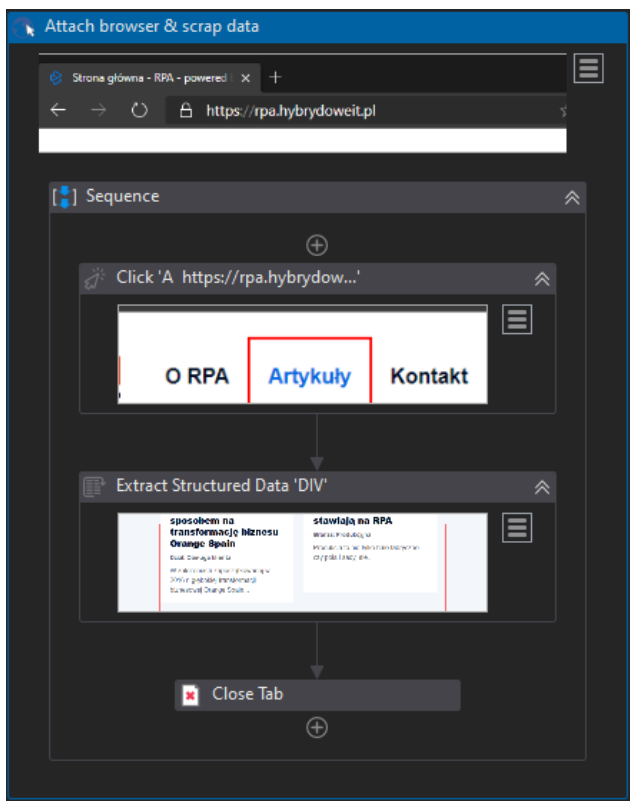 Attach browser & scrap data
Strona główna - RPA - powered
https://rpa.hybrydoweit.pl
Sequence
Click 'A https://rpa.hybrydow...'
O RPA Artykuły Kontakt
Extract Structured Data 'DIV'
sposobem na
transformację biznesu
Orange Spain
stawiają na RPA
Close Tab